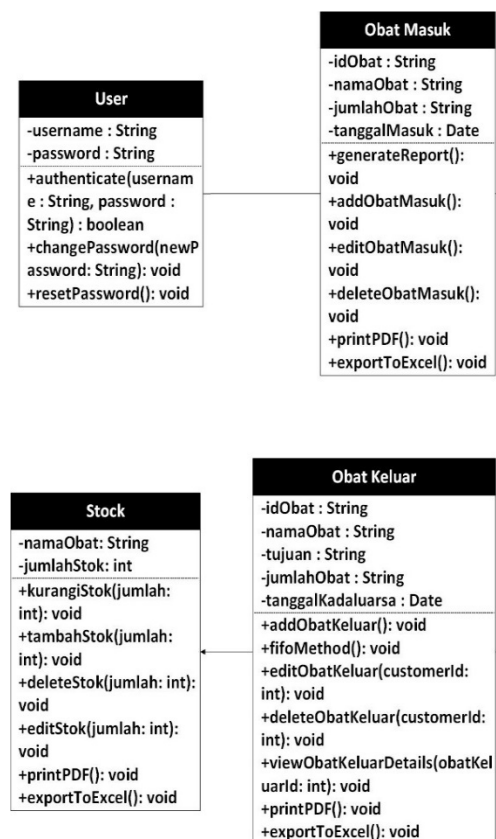 User
-username : String
-password : String
+authenticate(usernam
e : String, password :
String) : boolean
+changePassword(newP
assword: String): void
+resetPassword(): void
Obat Masuk
-idObat : String
-namaObat : String
-jumlahObat : String
-tanggalMasuk : Date
+generateReport():
void
+addObatMasuk():
void
+editObatMasuk():
void
+deleteObatMasuk():
void
+printPDF(): void
+exportToExcel(): void
Stock
-namaObat: String
-jumlahStok: int
+kurangiStok(jumlah:
int): void
+tambahStok(jumlah:
int): void
+deleteStok(jumlah: int):
void
+editStok(jumlah: int):
void
+printPDF(): void
+exportToExcel(): void
Obat Keluar
-idObat : String
-namaObat : String
-tujuan : String
-jumlahObat : String
-tanggalKadaluarsa : Date
+addObatKeluar(): void
+fifoMethod(): void
+editObatKeluar(customerId:
int): void
+deleteObatKeluar(customerId:
int): void
+viewObatKeluarDetails(obatKel
uarId: int): void
+printPDF(): void
+exportToExcel(): void